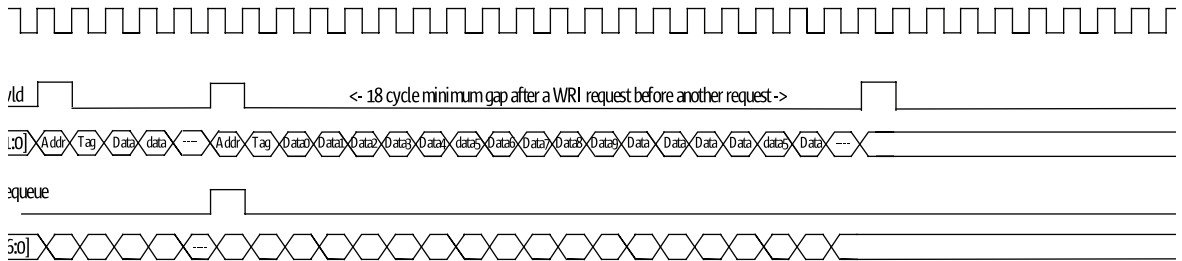 vld <- 18 cycle minimum gap after a WRI request before another request ->
1:0] Addr Tag Data data ---- Addr Tag Data0 Data1 Data2 Data3 Data4 data5 Data6 Data7 Data8 Data9 Data Data Data Data data5 Data ----
equeue
6:0] ----